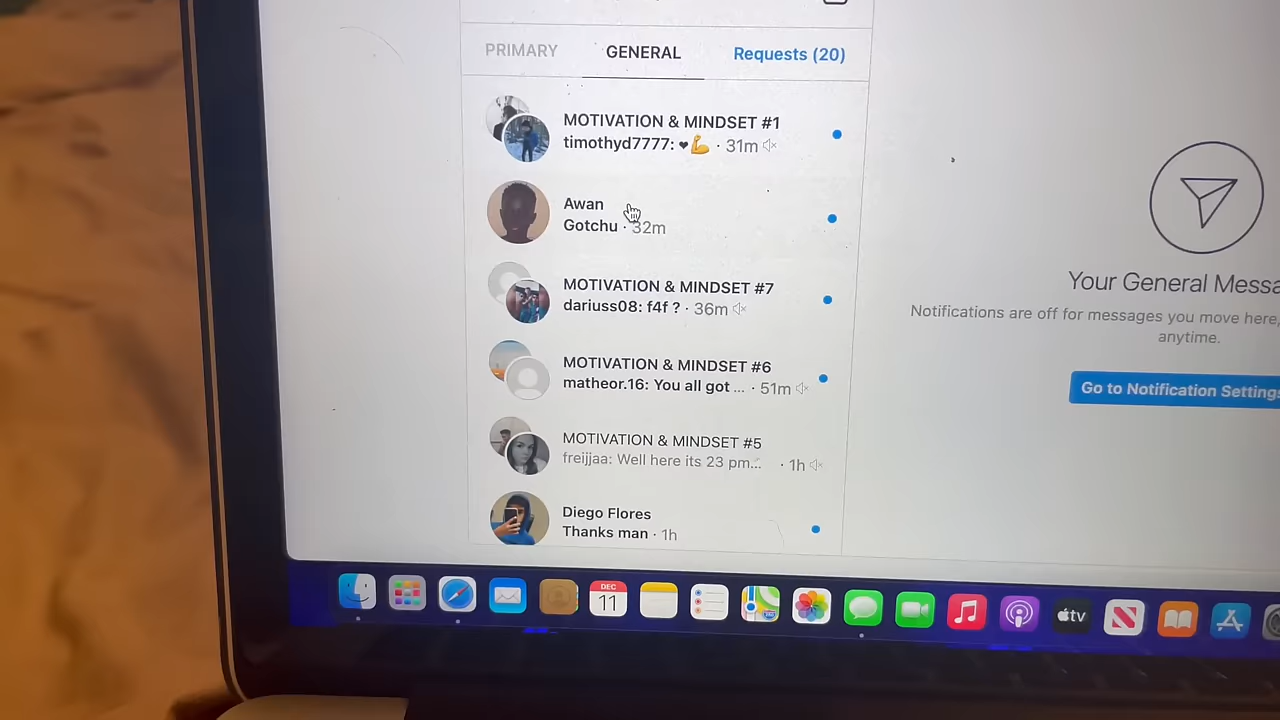 PRIMARY GENERAL Requests (20)
MOTIVATION & MINDSET #1
timothyd7777: ❤💪 · 31m
Awan
Gotchu · 32m
MOTIVATION & MINDSET #7
dariuss08: f4f ? · 36m
MOTIVATION & MINDSET #6
matheor.16: You all got ... · 51m
MOTIVATION & MINDSET #5
freijjaa: Well here its 23 pm... · 1h
Diego Flores
Thanks man · 1h
Your General Messa
Notifications are off for messages you move here,
anytime.
Go to Notification Settings
DEC
11
tv